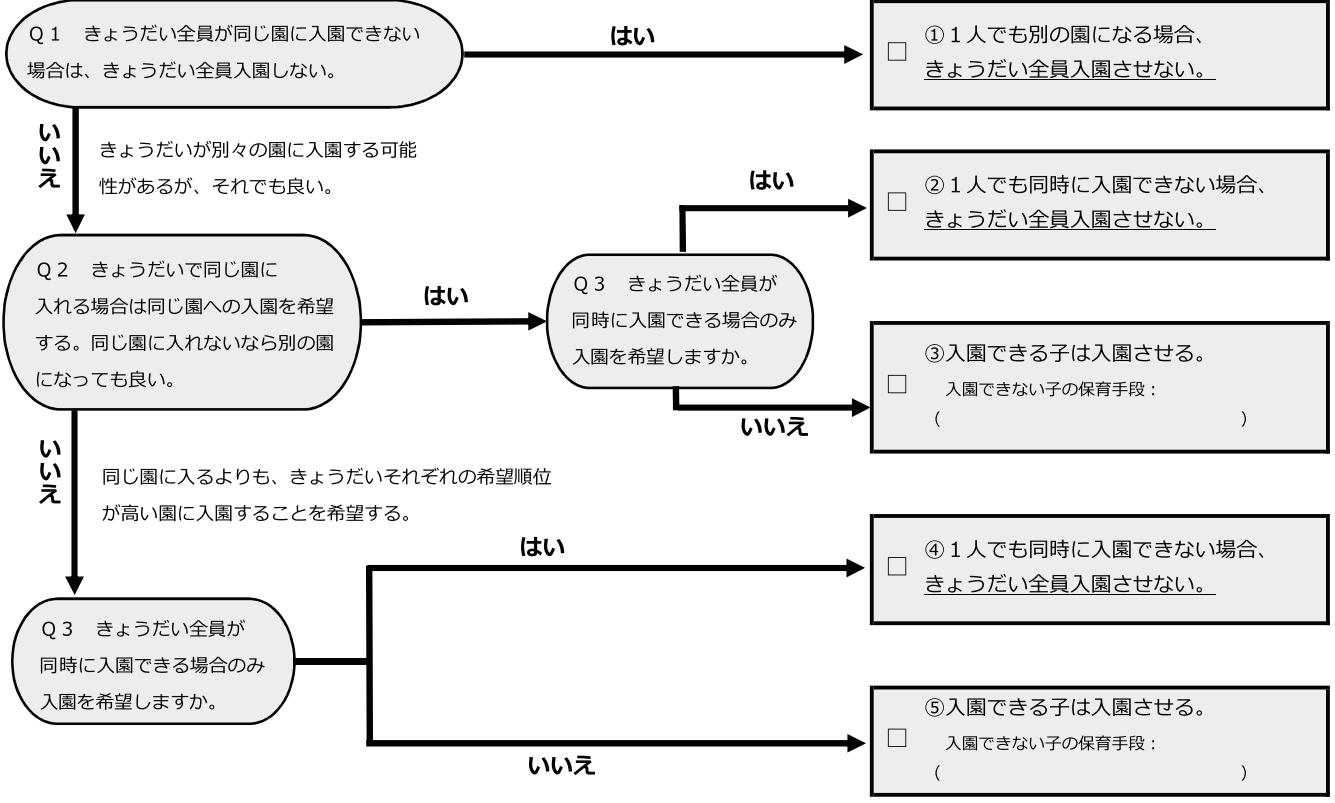 Ｑ１　きょうだい全員が同じ園に入園できない
場合は、きょうだい全員入園しない。
はい
□ ①１人でも別の園になる場合、
きょうだい全員入園させない。
いいえ
きょうだいが別々の園に入園する可能
性があるが、それでも良い。
Ｑ２　きょうだいで同じ園に
入れる場合は同じ園への入園を希望
する。同じ園に入れないなら別の園
になっても良い。
はい
Ｑ３　きょうだい全員が
同時に入園できる場合のみ
入園を希望しますか。
はい
□ ②１人でも同時に入園できない場合、
きょうだい全員入園させない。
いいえ
□ ③入園できる子は入園させる。
入園できない子の保育手段：
（　　　　　　　　　　　　　　　　）
いいえ
同じ園に入るよりも、きょうだいそれぞれの希望順位
が高い園に入園することを希望する。
Ｑ３　きょうだい全員が
同時に入園できる場合のみ
入園を希望しますか。
はい
□ ④１人でも同時に入園できない場合、
きょうだい全員入園させない。
いいえ
□ ⑤入園できる子は入園させる。
入園できない子の保育手段：
（　　　　　　　　　　　　　　　　）